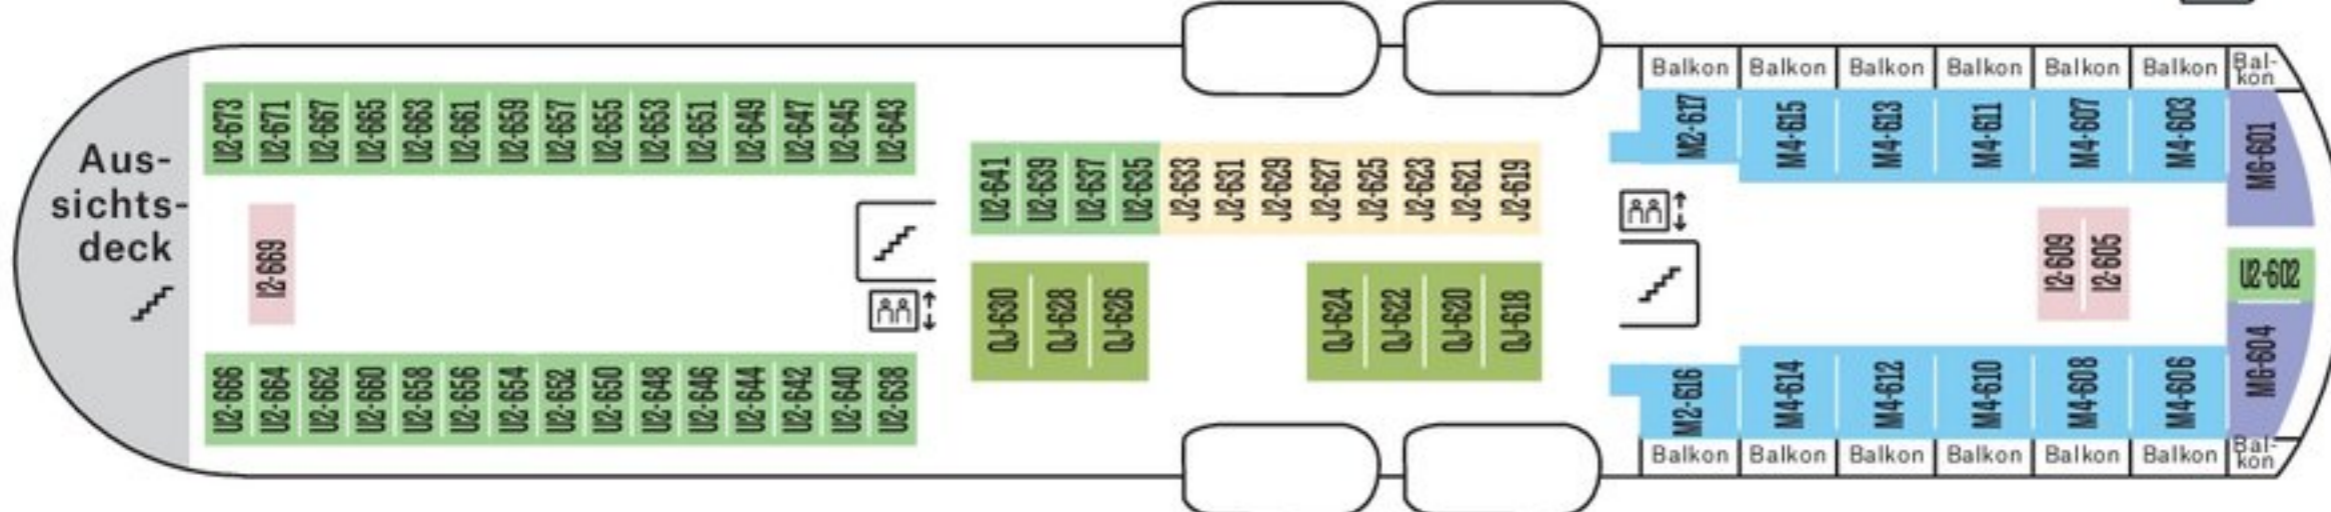 Balkon Balkon Balkon Balkon Balkon Balkon Bal-
kon
U2-673 U2-671 U2-667 U2-665 U2-663 U2-661 U2-659 U2-657 U2-655 U2-653 U2-651 U2-649 U2-647 U2-645 U2-643
M2-617 M4-615 M4-613 M4-611 M4-607 M4-603 M6-601
Aus-
sichts-
deck
U2-641 U2-639 U2-637 U2-635 J2-633 J2-631 J2-629 J2-627 J2-625 J2-623 J2-621 J2-619
I2-669
I2-609 I2-605
U2-602
QJ-630 QJ-628 QJ-626 QJ-624 QJ-622 QJ-620 QJ-618
U2-666 U2-664 U2-662 U2-660 U2-658 U2-656 U2-654 U2-652 U2-650 U2-648 U2-646 U2-644 U2-642 U2-640 U2-638
M2-616 M4-614 M4-612 M4-610 M4-608 M4-606 M6-604
Balkon Balkon Balkon Balkon Balkon Balkon Bal-
kon